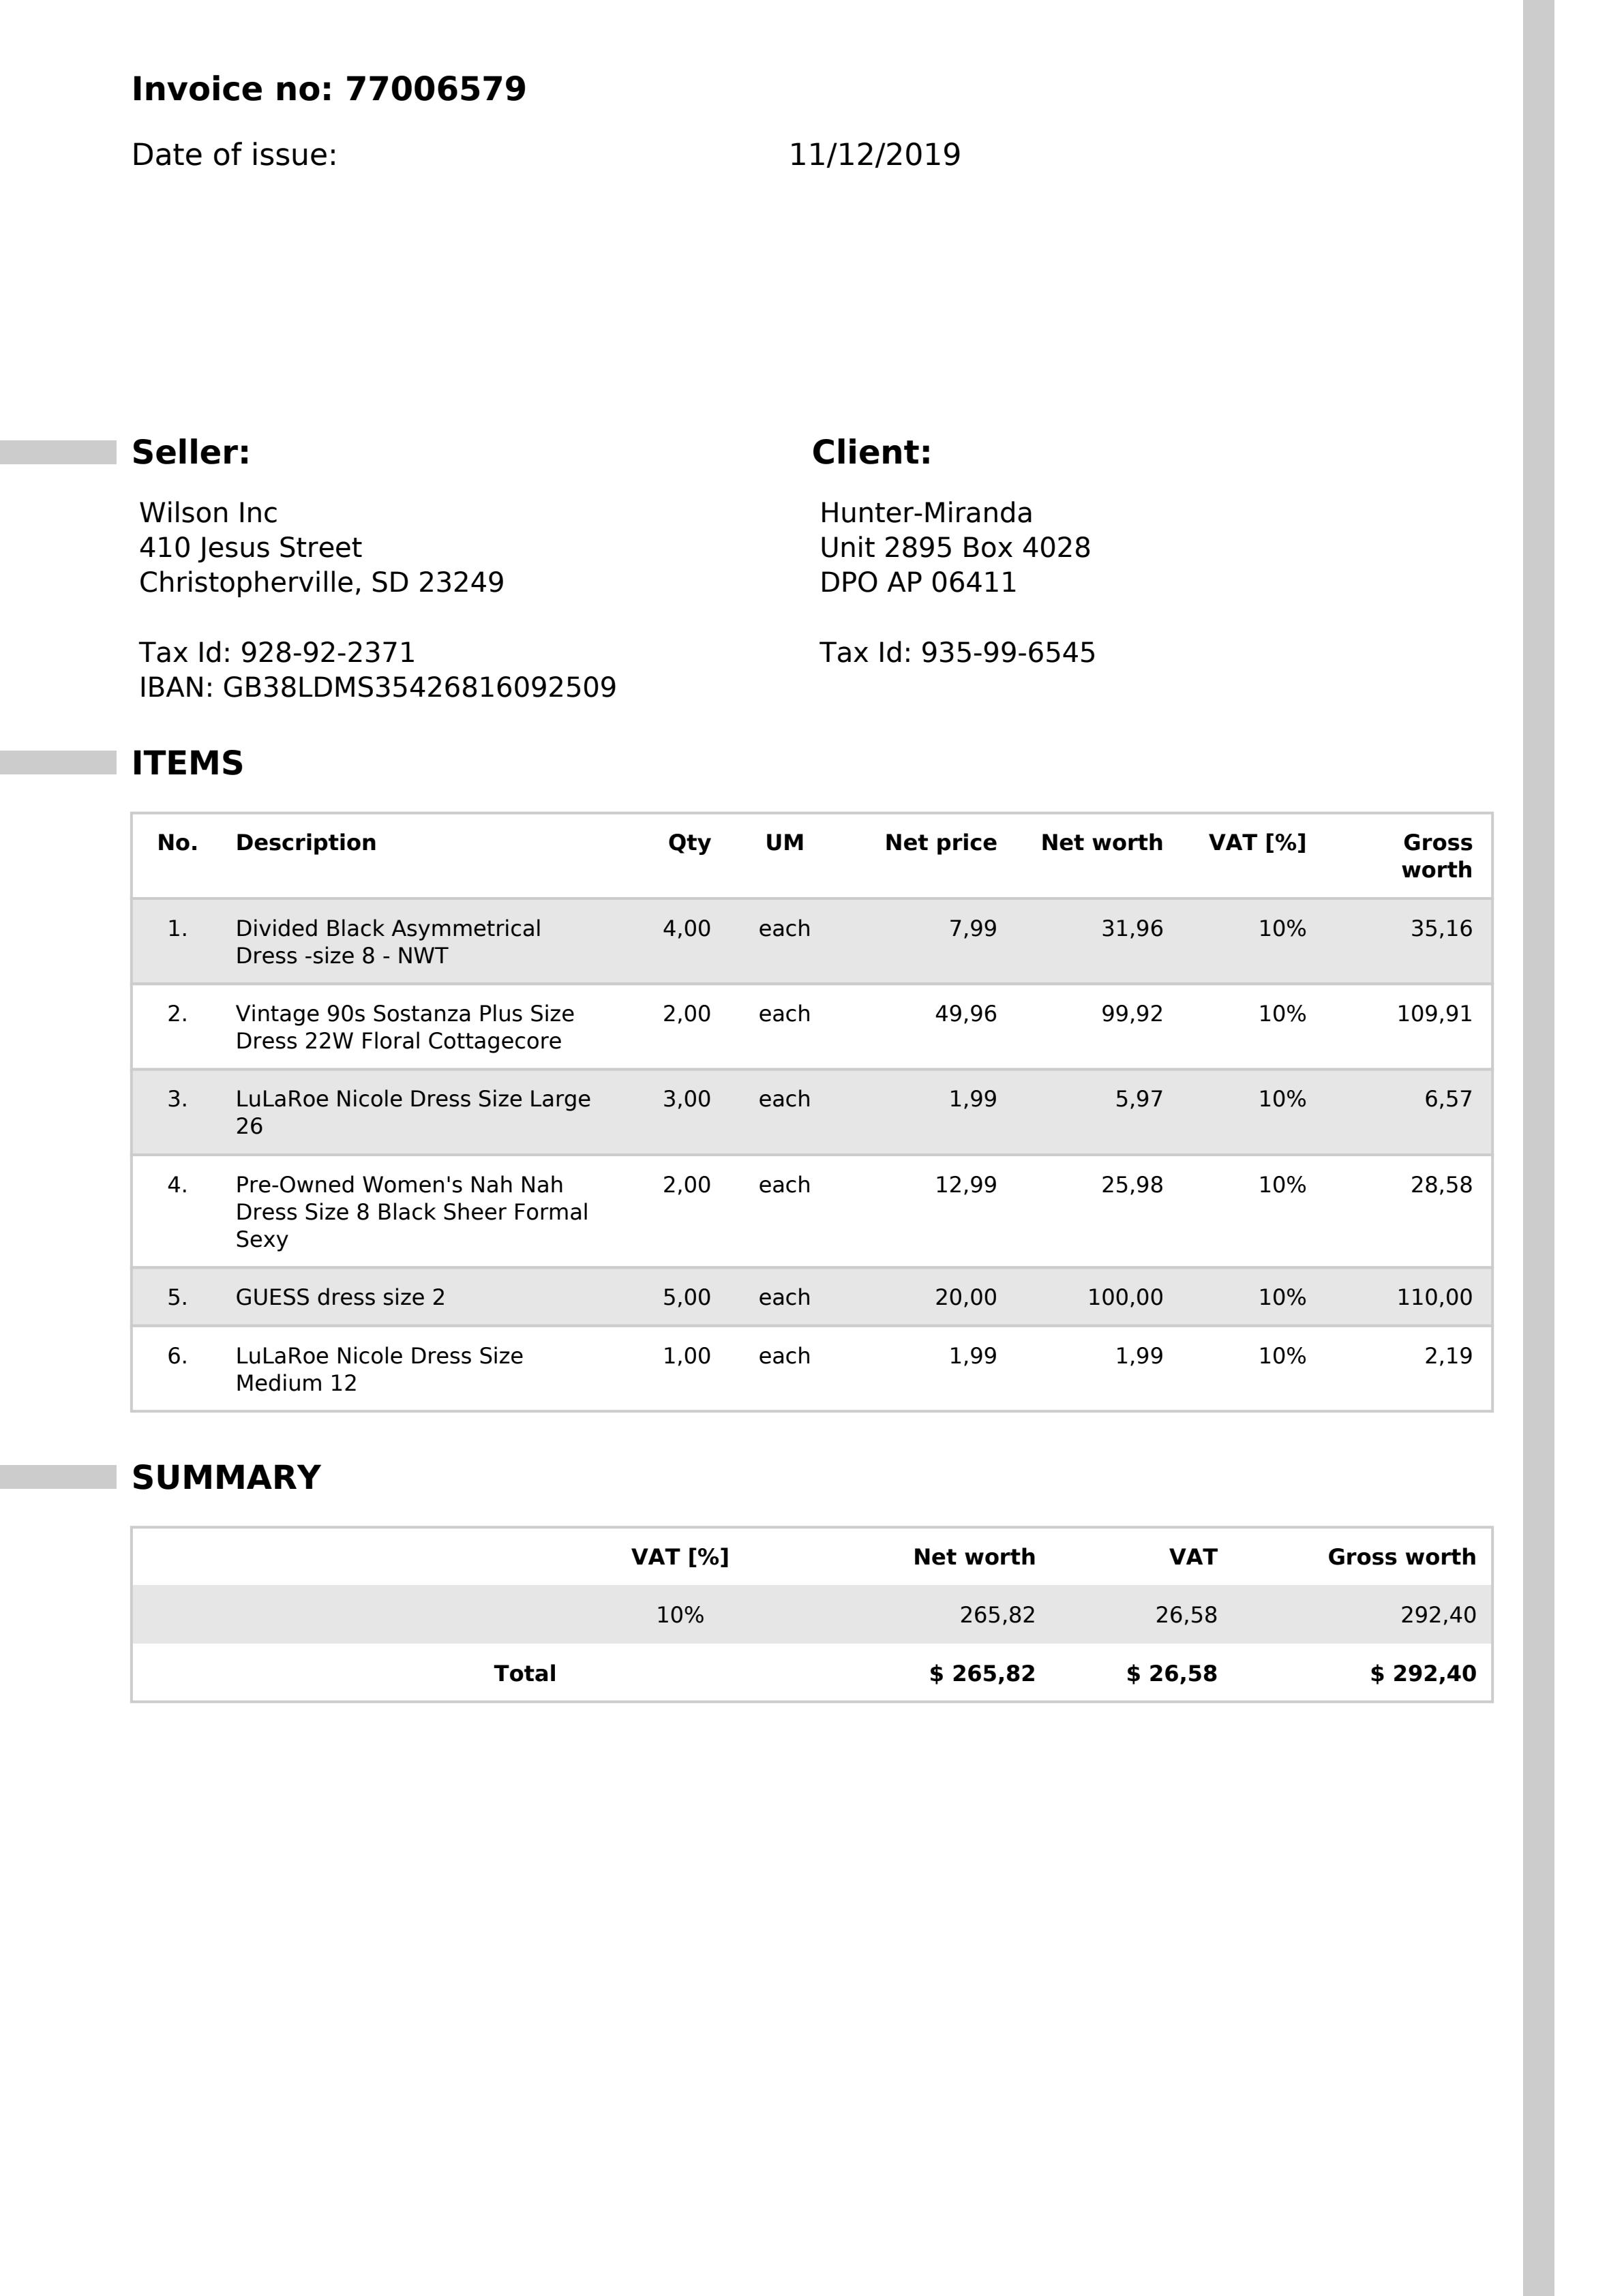 Invoice no: 77006579
Date of issue: 11/12/2019
Seller:
Wilson Inc
410 Jesus Street
Christopherville, SD 23249
Tax Id: 928-92-2371
IBAN: GB38LDMS35426816092509
Client:
Hunter-Miranda
Unit 2895 Box 4028
DPO AP 06411
Tax Id: 935-99-6545
ITEMS
No. Description Qty UM Net price Net worth VAT [%] Gross
worth
1. Divided Black Asymmetrical 4,00 each 7,99 31,96 10% 35,16
Dress -size 8 - NWT
2. Vintage 90s Sostanza Plus Size 2,00 each 49,96 99,92 10% 109,91
Dress 22W Floral Cottagecore
3. LuLaRoe Nicole Dress Size Large 3,00 each 1,99 5,97 10% 6,57
26
4. Pre-Owned Women's Nah Nah 2,00 each 12,99 25,98 10% 28,58
Dress Size 8 Black Sheer Formal
Sexy
5. GUESS dress size 2 5,00 each 20,00 100,00 10% 110,00
6. LuLaRoe Nicole Dress Size 1,00 each 1,99 1,99 10% 2,19
Medium 12
SUMMARY
VAT [%] Net worth VAT Gross worth
10% 265,82 26,58 292,40
Total $ 265,82 $ 26,58 $ 292,40